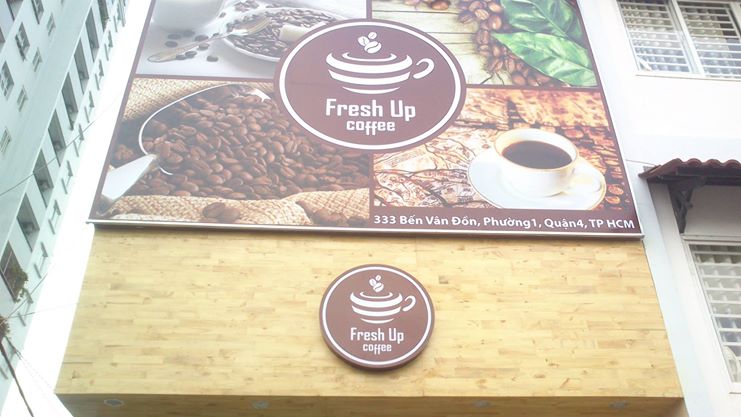 Fresh Up
coffee
333 Bến Vân Đồn, Phường1, Quận4, TP HCM
Fresh Up
coffee